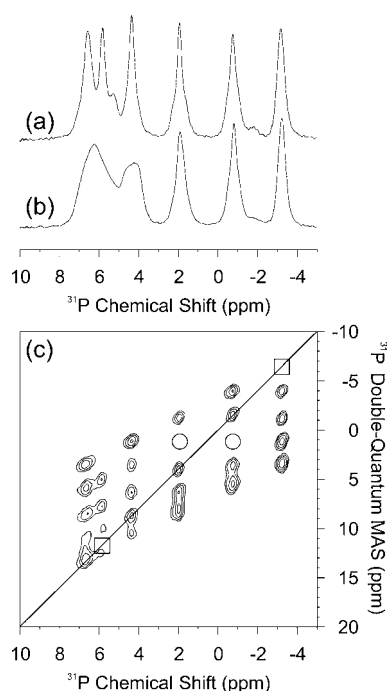 (a)
(b)
10 8 6 4 2 0 -2 -4
³¹P Chemical Shift (ppm)
(c)
-10
-5
0
5
10
15
20
³¹P Double-Quantum MAS (ppm)
10 8 6 4 2 0 -2 -4
³¹P Chemical Shift (ppm)